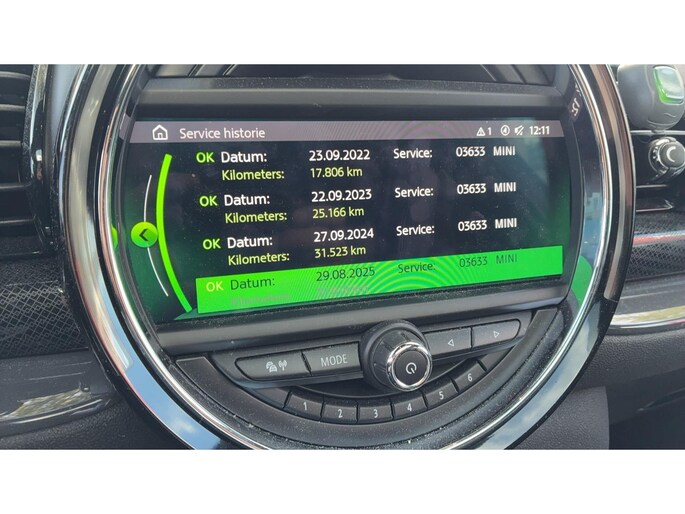 Service historie 1 12:11
OK Datum: 23.09.2022 Service: 03633 MINI
Kilometers: 17.806 km
OK Datum: 22.09.2023 Service: 03633 MINI
Kilometers: 25.166 km
OK Datum: 27.09.2024 Service: 03633 MINI
Kilometers: 31.523 km
OK Datum: 29.08.2025 Service: 03633 MINI
MODE
1 2 3 4 5 6